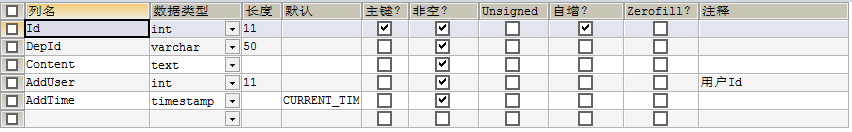 列名 数据类型 长度 默认 主键? 非空? Unsigned 自增? Zerofill? 注释
Id int 11
DepId varchar 50
Content text
AddUser int 11 用户Id
AddTime timestamp CURRENT_TIM